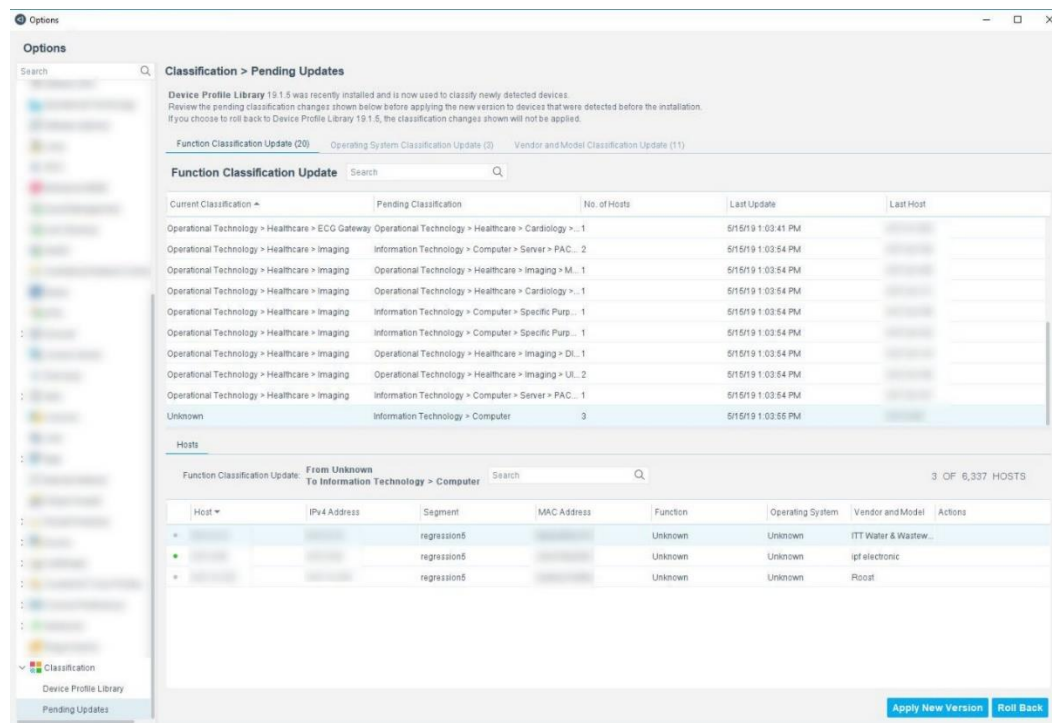 Options
Options
Search
Classification > Pending Updates
Device Profile Library 19.1.5 was recently installed and is now used to classify newly detected devices.
Review the pending classification changes shown below before applying the new version to devices that were detected before the installation.
If you choose to roll back to Device Profile Library 19.1.5, the classification changes shown will not be applied.
Function Classification Update (20) Operating System Classification Update (3) Vendor and Model Classification Update (11)
Function Classification Update Search
Current Classification Pending Classification No. of Hosts Last Update Last Host
Operational Technology > Healthcare > ECG Gateway Operational Technology > Healthcare > Cardiology >... 1 5/15/19 1:03:41 PM
Operational Technology > Healthcare > Imaging Information Technology > Computer > Server > PAC... 2 5/15/19 1:03:54 PM
Operational Technology > Healthcare > Imaging Operational Technology > Healthcare > Imaging > M... 1 5/15/19 1:03:54 PM
Operational Technology > Healthcare > Imaging Operational Technology > Healthcare > Cardiology >... 1 5/15/19 1:03:54 PM
Operational Technology > Healthcare > Imaging Information Technology > Computer > Specific Purp... 1 5/15/19 1:03:54 PM
Operational Technology > Healthcare > Imaging Information Technology > Computer > Specific Purp... 1 5/15/19 1:03:54 PM
Operational Technology > Healthcare > Imaging Operational Technology > Healthcare > Imaging > DI... 1 5/15/19 1:03:54 PM
Operational Technology > Healthcare > Imaging Operational Technology > Healthcare > Imaging > Ul... 2 5/15/19 1:03:54 PM
Operational Technology > Healthcare > Imaging Information Technology > Computer > Server > PAC... 1 5/15/19 1:03:54 PM
Unknown Information Technology > Computer 3 5/15/19 1:03:55 PM
Hosts
Function Classification Update: From Unknown
To Information Technology > Computer Search 3 OF 6,337 HOSTS
Host IPv4 Address Segment MAC Address Function Operating System Vendor and Model Actions
regression5 Unknown Unknown ITT Water & Wastew...
regression5 Unknown Unknown ipf electronic
regression5 Unknown Unknown Roost
Classification
Device Profile Library
Pending Updates
Apply New Version Roll Back